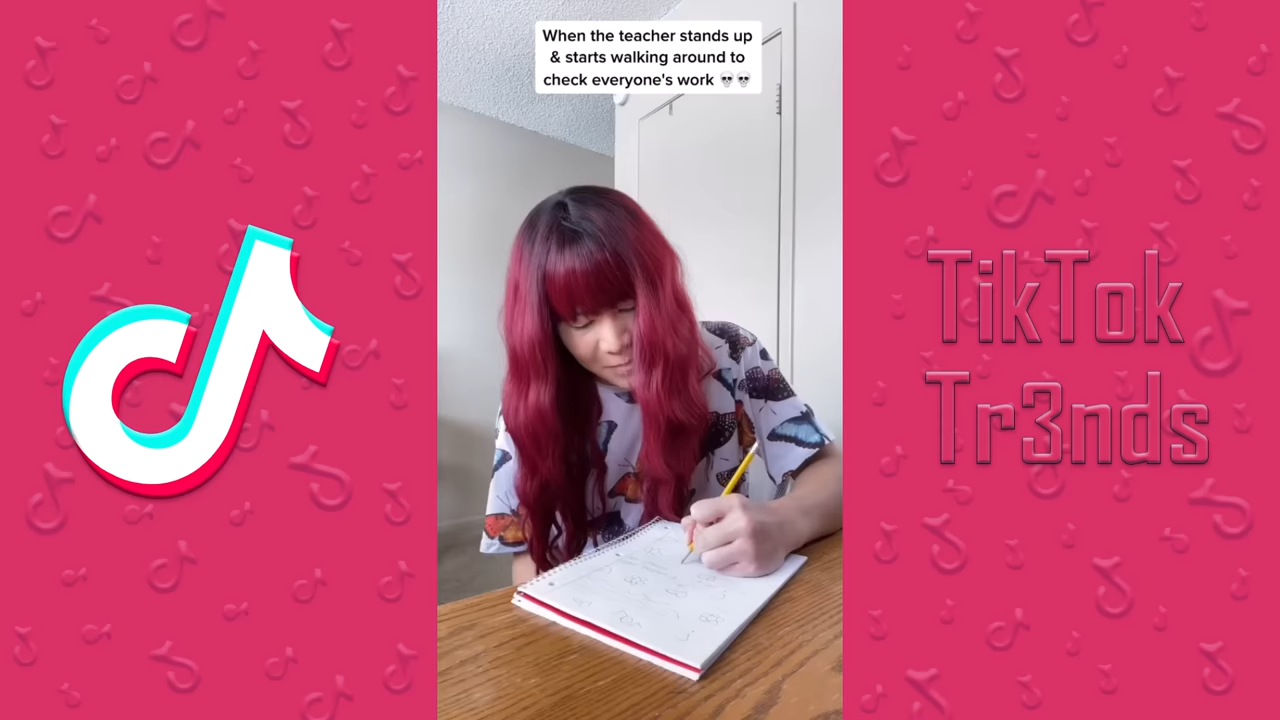 When the teacher stands up
& starts walking around to
check everyone's work 💀💀
TikTok
Tr3nds